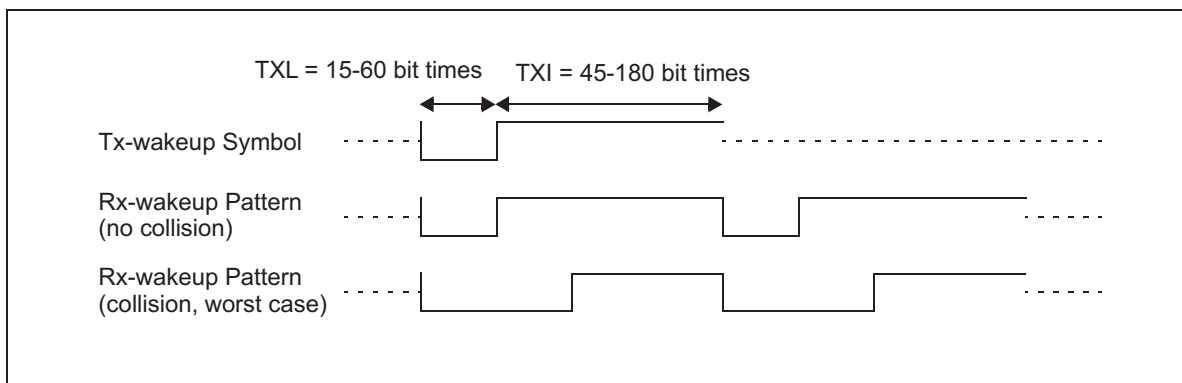 TXL = 15-60 bit times
TXI = 45-180 bit times
Tx-wakeup Symbol
Rx-wakeup Pattern
(no collision)
Rx-wakeup Pattern
(collision, worst case)